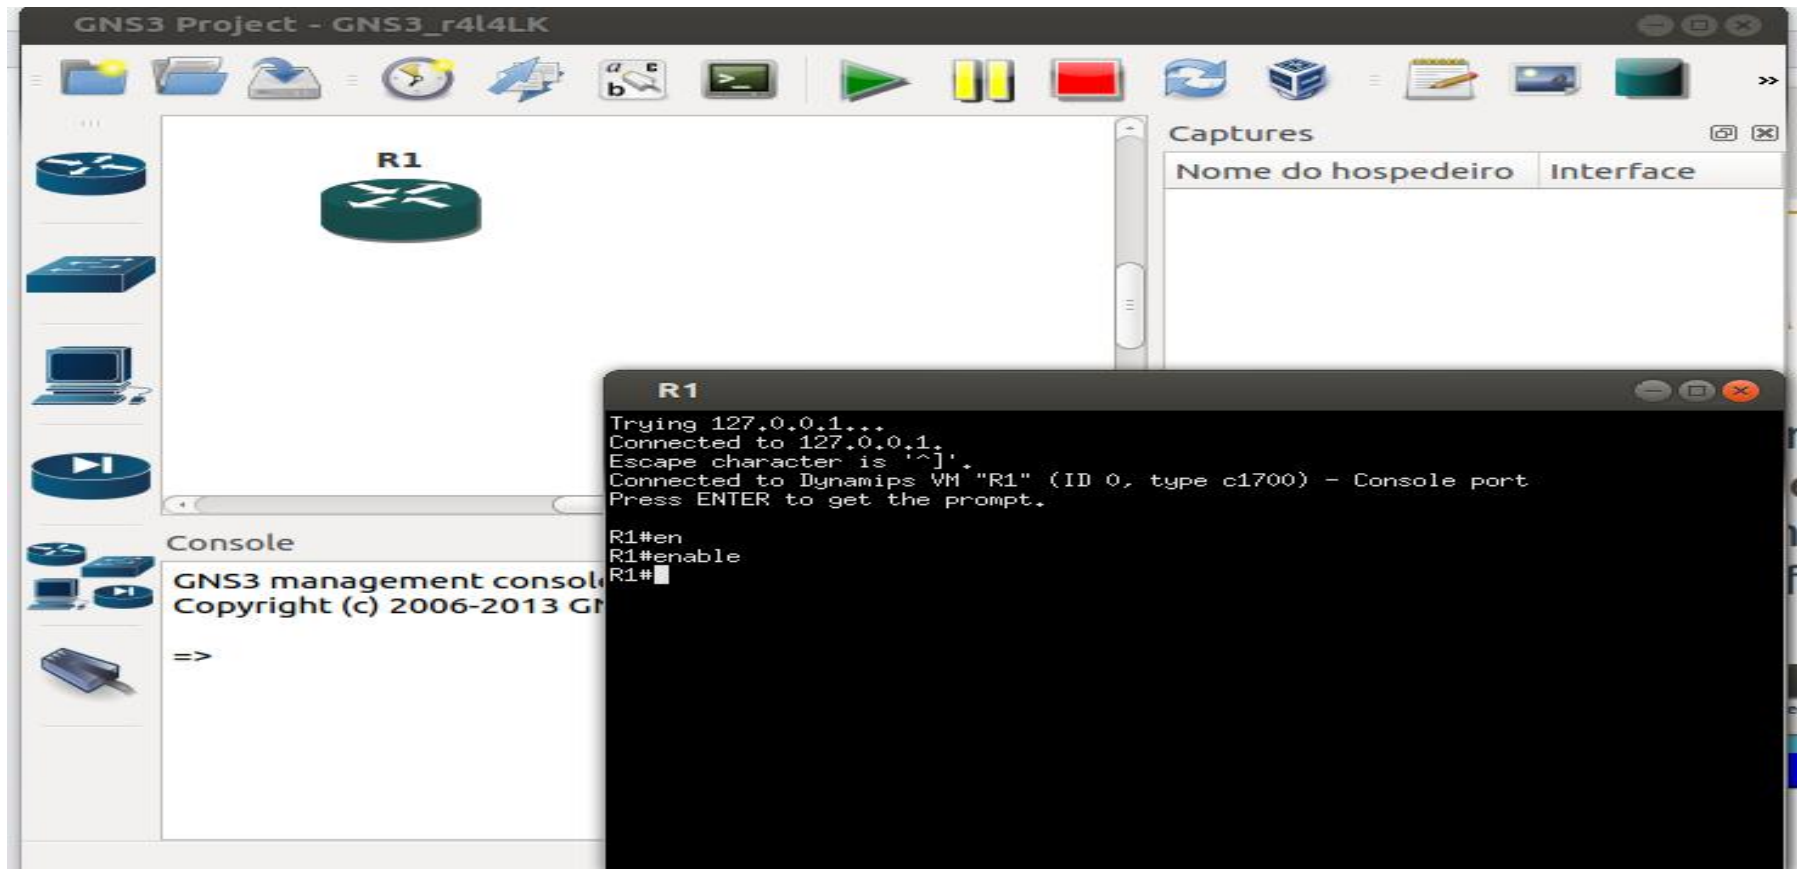 GNS3 Project - GNS3_r4l4LK
»
R1
Captures
Nome do hospedeiro Interface
R1
Trying 127.0.0.1...
Connected to 127.0.0.1.
Escape character is '^]'.
Connected to Dynamips VM "R1" (ID 0, type c1700) - Console port
Press ENTER to get the prompt.
R1#en
R1#enable
R1#
Console
GNS3 management consol
Copyright (c) 2006-2013 GN
=>